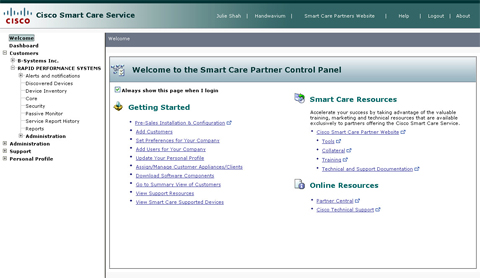 CISCO
Cisco Smart Care Service
Julie Shah | Handwavium | Smart Care Partners Website | Help | Logout | About
Welcome
Dashboard
Customers
B-Systems Inc.
RAPID PERFORMANCE SYSTEMS
Alerts and notifications
Discovered Devices
Device Inventory
Core
Security
Passive Monitor
Service Report History
Reports
Administration
Administration
Support
Personal Profile
Welcome
Welcome to the Smart Care Partner Control Panel
Always show this page when I login
Getting Started
Pre-Sales Installation & Configuration
Add Customers
Set Preferences for Your Company
Add Users for Your Company
Update Your Personal Profile
Assign/Manage Customer Appliances/Clients
Download Software Components
Go to Summary View of Customers
View Support Resources
View Smart Care Supported Devices
Smart Care Resources
Accelerate your success by taking advantage of the valuable
training, marketing and technical resources that are available
exclusively to partners offering the Cisco Smart Care Service.
Cisco Smart Care Partner Website
Tools
Collateral
Training
Technical and Support Documentation
Online Resources
Partner Central
Cisco Technical Support